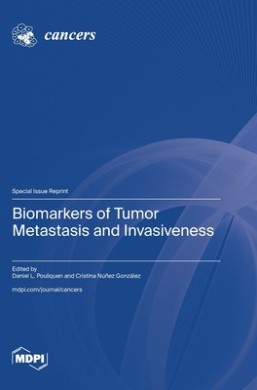 cancers
Special Issue Reprint
Biomarkers of Tumor
Metastasis and Invasiveness
Edited by
Daniel L. Pouliquen and Cristina Núñez González
mdpi.com/journal/cancers
MDPI